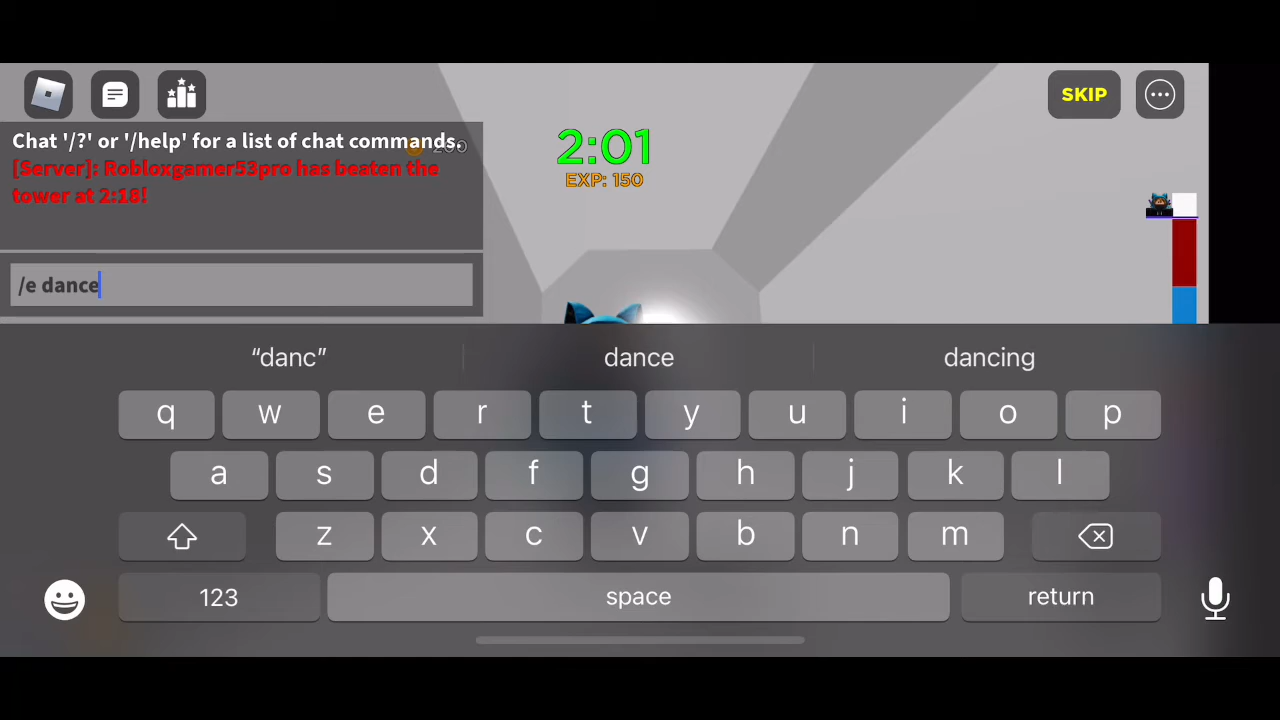 SKIP
Chat '/?' or '/help' for a list of chat commands.
200
[Server]: Robloxgamer53pro has beaten the
tower at 2:18!
2:01
EXP: 150
/e dance
“danc” dance dancing
q w e r t y u i o p
a s d f g h j k l
z x c v b n m
123 space return